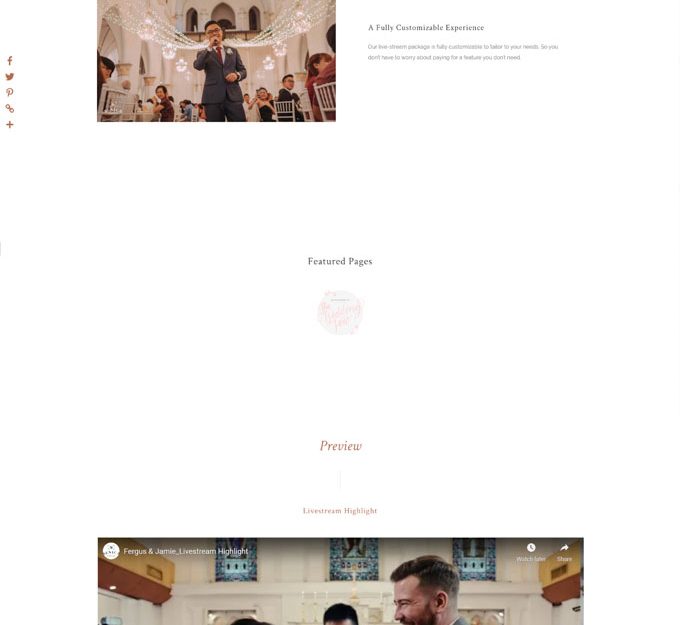 A Fully Customizable Experience
Our live-stream package is fully customizable to tailor to your needs. So you
don't have to worry about paying for a feature you don't need.
Featured Pages
Preview
Livestream Highlight
Fergus & Jamie_Livestream Highlight
Watch later
Share